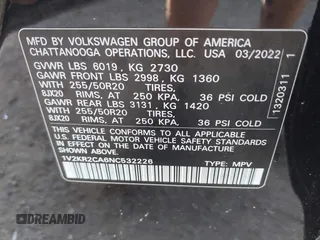 MFD. BY VOLKSWAGEN GROUP OF AMERICA
CHATTANOOGA OPERATIONS, LLC. USA 03/2022
GVWR LBS 6019, KG 2730
GAWR FRONT LBS 2998, KG 1360
WITH 255/50R20 TIRES,
8JX20 RIMS, AT 250 KPA, 36 PSI COLD
GAWR REAR LBS 3131, KG 1420
WITH 255/50R20 TIRES,
8JX20 RIMS, AT 250 KPA, 36 PSI COLD
THIS VEHICLE CONFORMS TO ALL APPLICABLE
U.S. FEDERAL MOTOR VEHICLE SAFETY STANDARDS
IN EFFECT ON THE DATE OF MANUFACTURE SHOWN ABOVE.
1V2KR2CA6NC532226 TYPE: MPV
1320311 1
DREAMBID